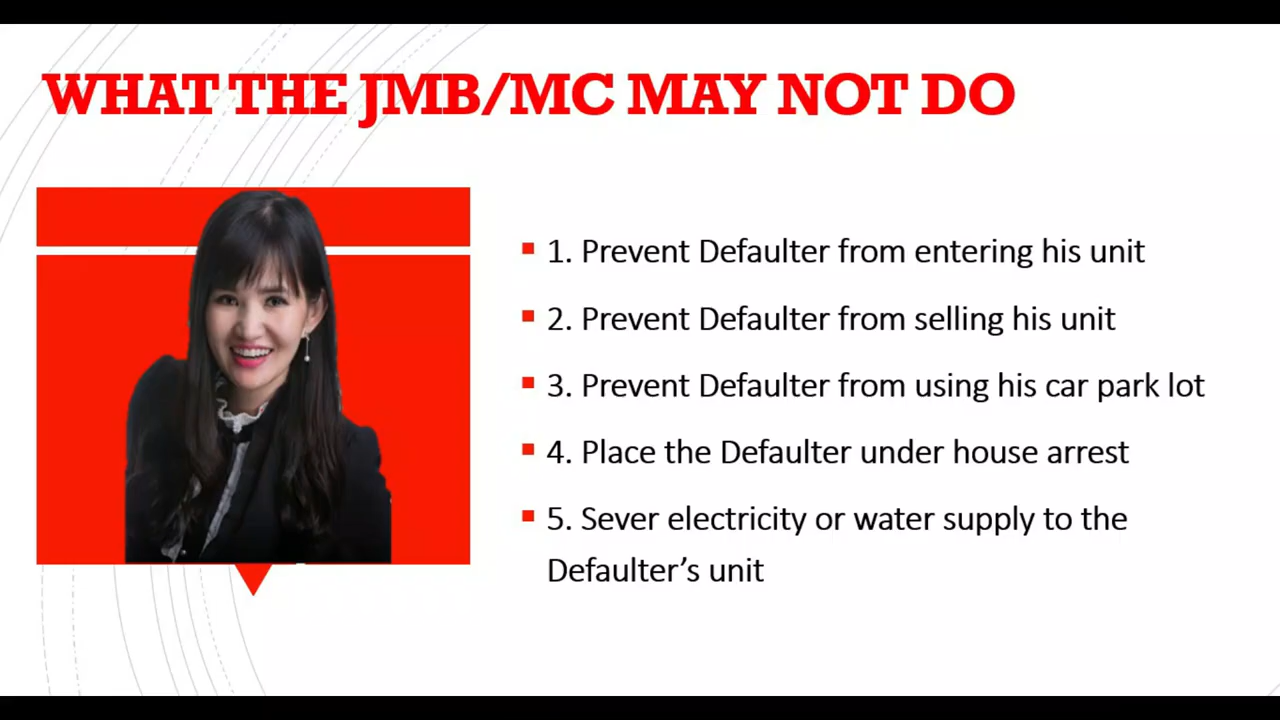 WHAT THE JMB/MC MAY NOT DO
1. Prevent Defaulter from entering his unit
2. Prevent Defaulter from selling his unit
3. Prevent Defaulter from using his car park lot
4. Place the Defaulter under house arrest
5. Sever electricity or water supply to the
Defaulter’s unit